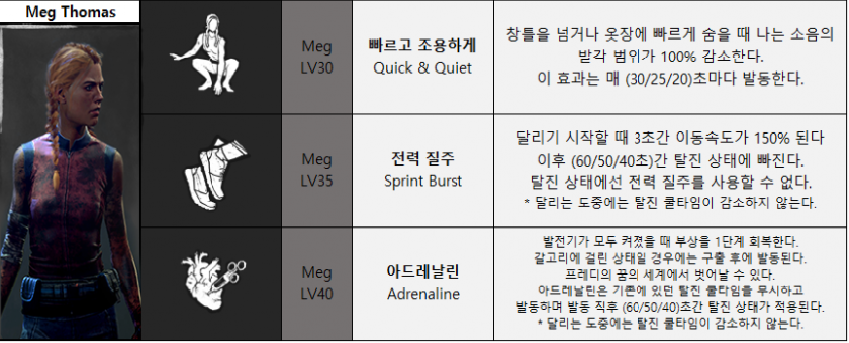 Meg Thomas
Meg
LV30
빠르고 조용하게
Quick & Quiet
창틀을 넘거나 옷장에 빠르게 숨을 때 나는 소음의
발각 범위가 100% 감소한다.
이 효과는 매 (30/25/20)초마다 발동한다.
Meg
LV35
전력 질주
Sprint Burst
달리기 시작할 때 3초간 이동속도가 150% 된다
이후 (60/50/40초)간 탈진 상태에 빠진다.
탈진 상태에선 전력 질주를 사용할 수 없다.
* 달리는 도중에는 탈진 쿨타임이 감소하지 않는다.
Meg
LV40
아드레날린
Adrenaline
발전기가 모두 켜졌을 때 부상을 1단계 회복한다.
갈고리에 걸린 상태일 경우에는 구출 후에 발동된다.
프레디의 꿈의 세계에서 벗어날 수 있다.
아드레날린은 기존에 있던 탈진 쿨타임을 무시하고
발동하며 발동 직후 (60/50/40)초간 탈진 상태가 적용된다.
* 달리는 도중에는 탈진 쿨타임이 감소하지 않는다.